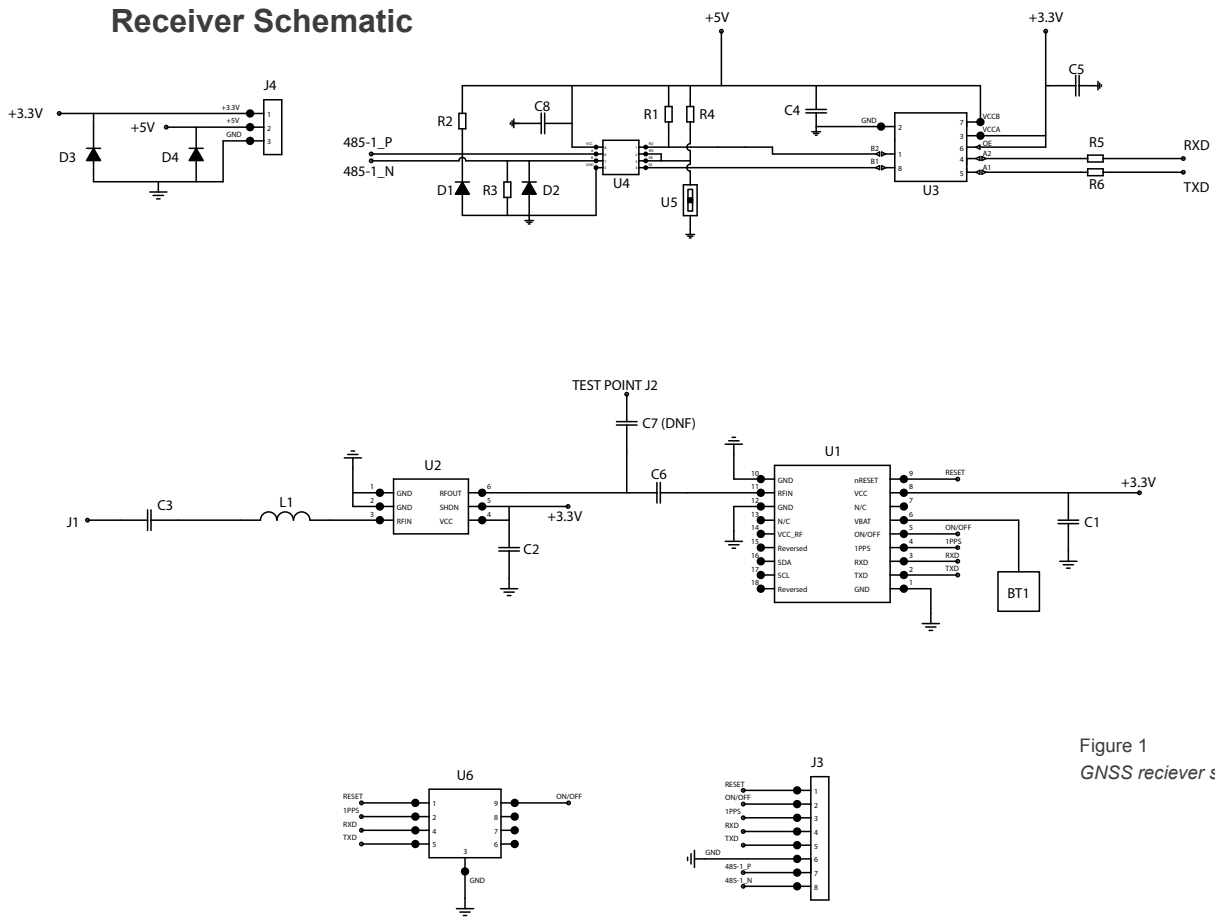 Receiver Schematic
+5V
+3.3V
J4
C5
+3.3V
+3.3V
1
+5V
+5V
2
GND
3
D3
D4
C8
R2
R1
R4
C4
GND
2
7
VCCB
3
VCCA
6
OE
485-1_P
485-1_N
B2
1
B1
8
4
A2
5
A1
R5
R6
RXD
TXD
D1
R3
D2
U4
U5
U3
TEST POINT J2
C7 (DNF)
U2
U1
C6
C3
L1
J1
1
GND
RFOUT
6
2
GND
SHDN
5
3
RFIN
VCC
4
+3.3V
C2
10
GND
nRESET
9
RESET
11
RFIN
VCC
8
+3.3V
12
GND
N/C
7
13
N/C
VBAT
6
14
VCC_RF
ON/OFF
5
ON/OFF
15
Reversed
1PPS
4
1PPS
16
SDA
RXD
3
RXD
17
SCL
TXD
2
TXD
18
Reversed
GND
1
C1
BT1
Figure 1
GNSS reciever s
U6
RESET
1
9
ON/OFF
1PPS
2
8
RXD
4
7
TXD
5
6
3
GND
J3
RESET
1
ON/OFF
2
1PPS
3
RXD
4
TXD
5
GND
6
485-1_P
7
485-1_N
8